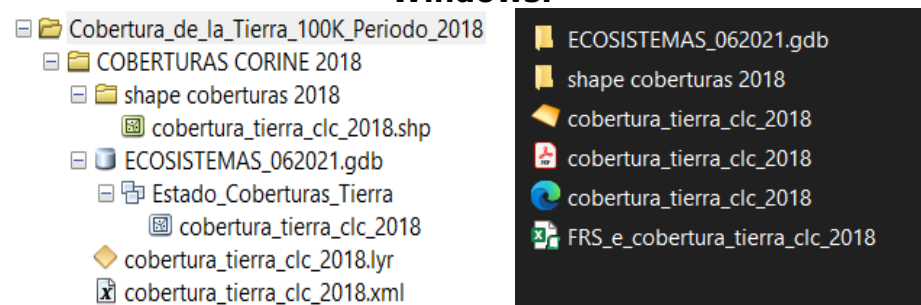 Windows.
Cobertura_de_la_Tierra_100K_Periodo_2018
COBERTURAS CORINE 2018
shape coberturas 2018
cobertura_tierra_clc_2018.shp
ECOSISTEMAS_062021.gdb
Estado_Coberturas_Tierra
cobertura_tierra_clc_2018
cobertura_tierra_clc_2018.lyr
cobertura_tierra_clc_2018.xml
ECOSISTEMAS_062021.gdb
shape coberturas 2018
cobertura_tierra_clc_2018
cobertura_tierra_clc_2018
cobertura_tierra_clc_2018
FRS_e_cobertura_tierra_clc_2018